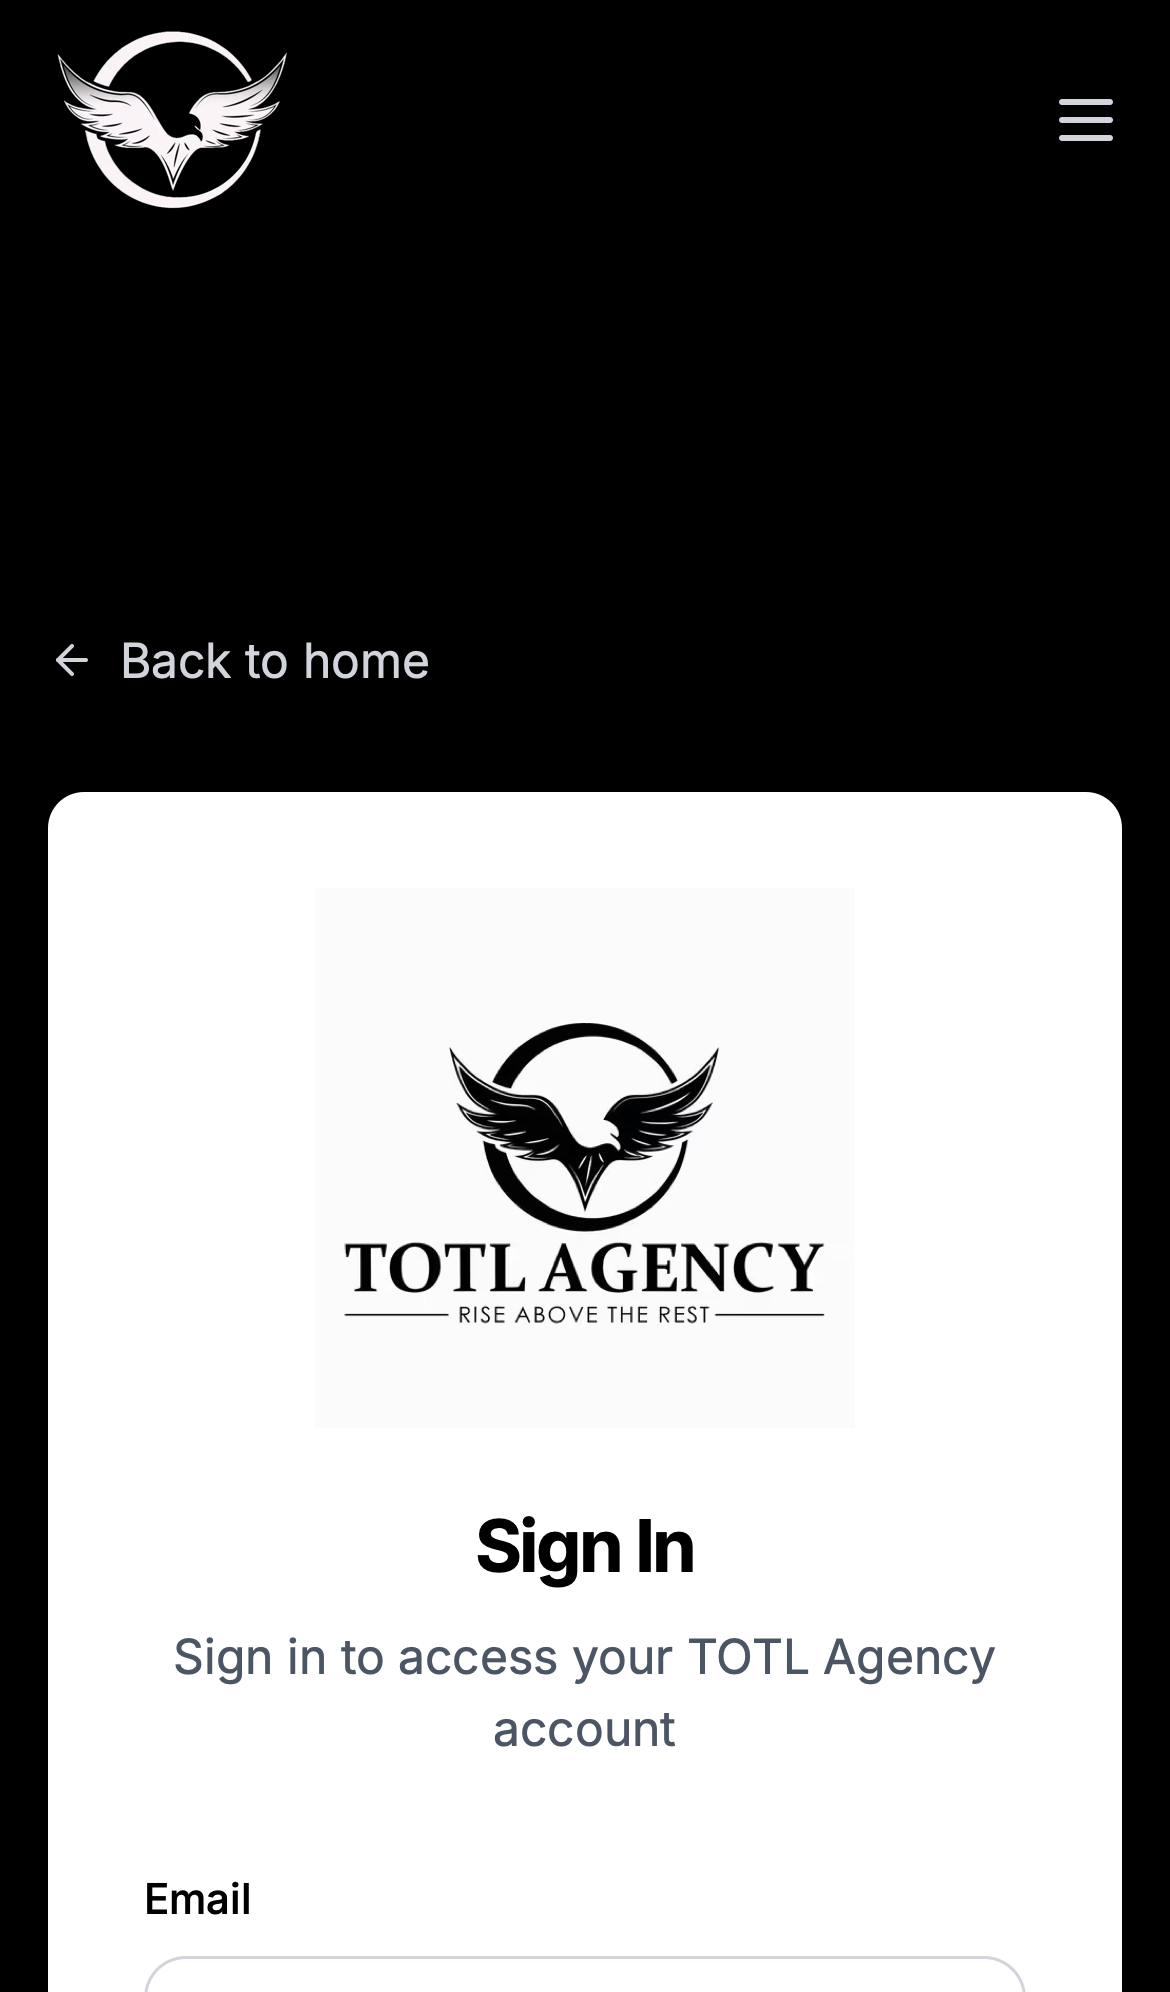 Back to home
TOTL AGENCY
RISE ABOVE THE REST
Sign In
Sign in to access your TOTL Agency
account
Email